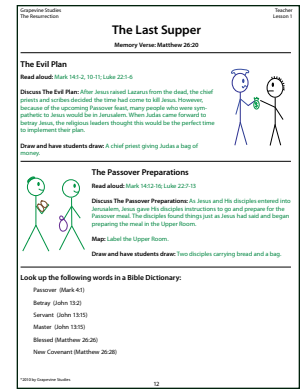 Grapevine Studies
The Resurrection
Teacher
Lesson 1
The Last Supper
Memory Verse: Matthew 26:20
The Evil Plan
Read aloud: Mark 14:1-2, 10-11; Luke 22:1-6
Discuss The Evil Plan: After Jesus raised Lazarus from the dead, the chief
priests and scribes decided the time had come to kill Jesus. However,
because of the upcoming Passover feast, many people who were sym-
pathetic to Jesus would be in Jerusalem. When Judas came forward to
betray Jesus, the religious leaders thought this would be the perfect time
to implement their plan.
Draw and have students draw: A chief priest giving Judas a bag of
money.
The Passover Preparations
Read aloud: Mark 14:12-16; Luke 22:7-13
Discuss The Passover Preparations: As Jesus and His disciples entered into
Jerusalem, Jesus gave His disciples instructions to go and prepare for the
Passover meal. The disciples found things just as Jesus had said and began
preparing the meal in the Upper Room.
Map: Label the Upper Room.
Draw and have students draw: Two disciples carrying bread and a bag.
Look up the following words in a Bible Dictionary:
Passover (Mark 4:1)
Betray (John 13:2)
Servant (John 13:15)
Master (John 13:15)
Blessed (Matthew 26:26)
New Covenant (Matthew 26:28)
*2010 by Grapevine Studies
12